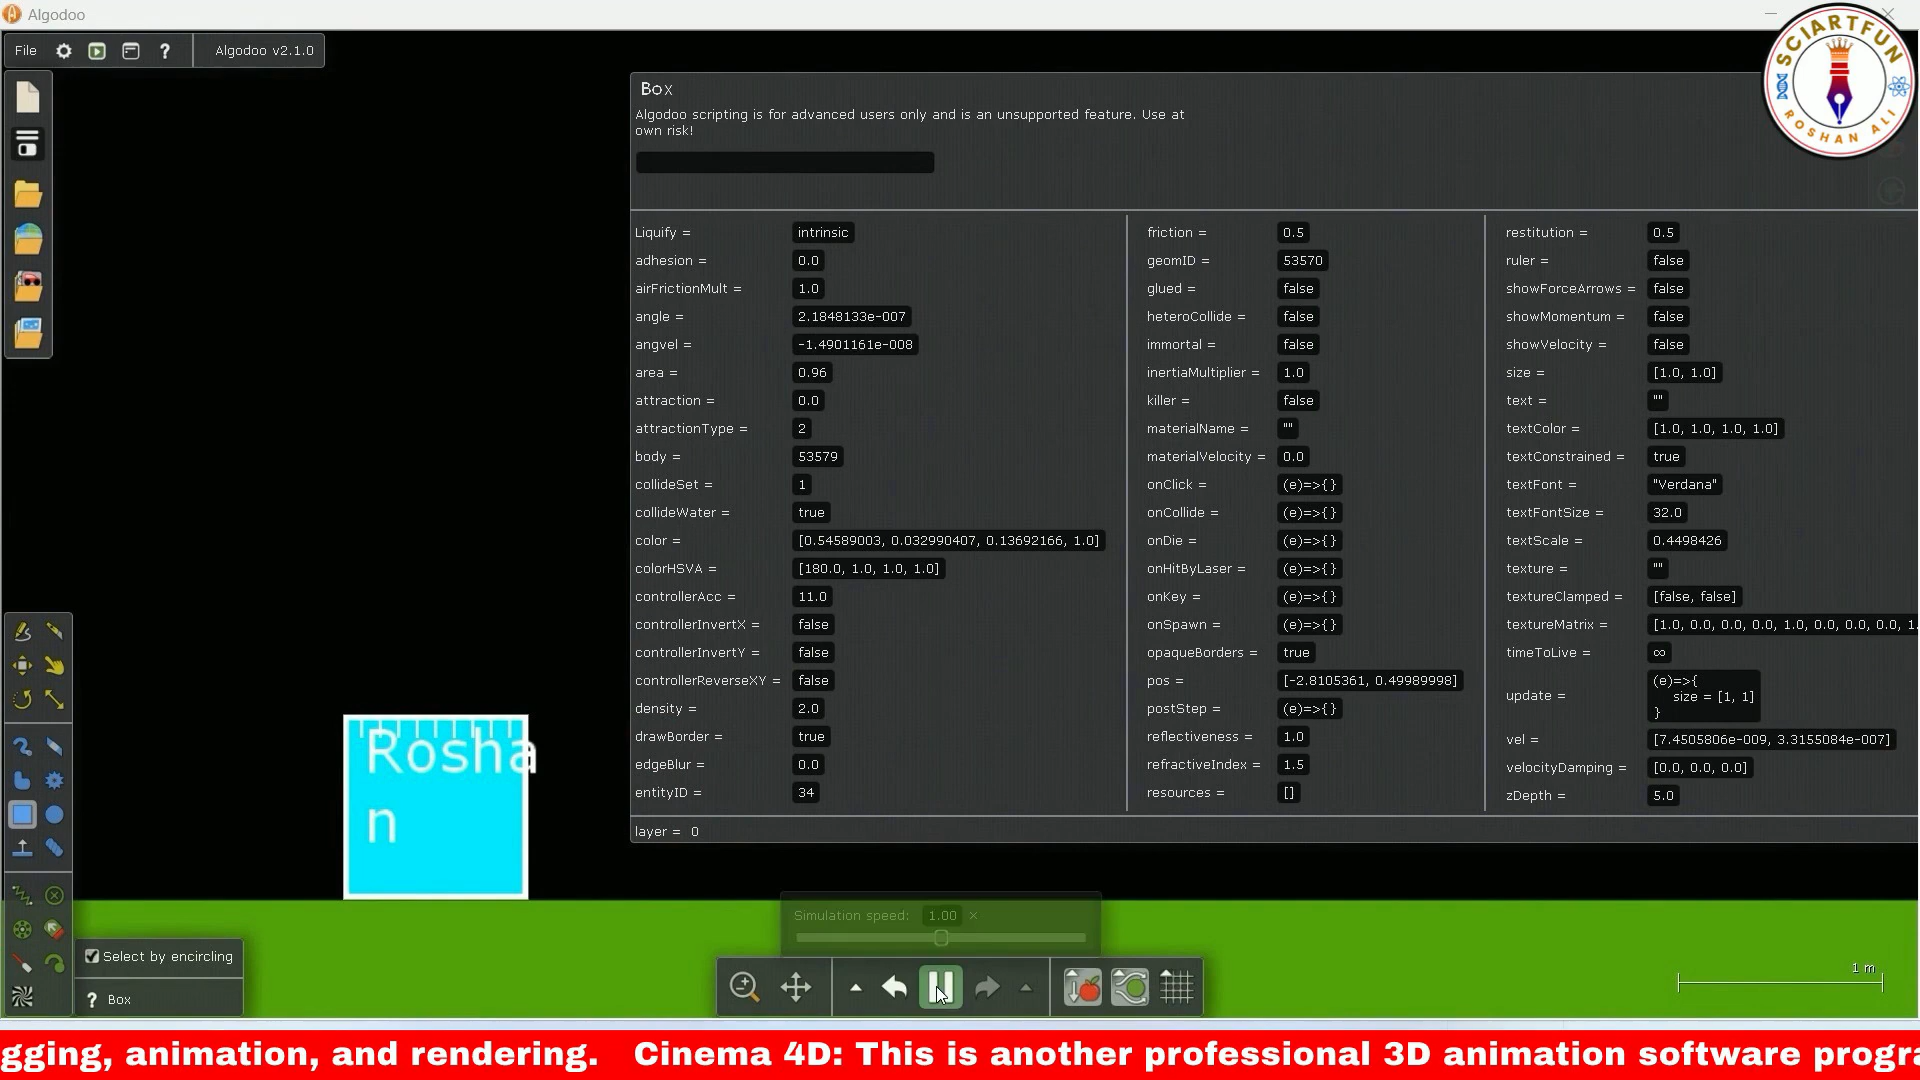 Algodoo
File
?
Algodoo v2.1.0
SCIARTFUN
ROSHAN ALI
Box
Algodoo scripting is for advanced users only and is an unsupported feature. Use at
own risk!
Liquify = intrinsic
adhesion = 0.0
airFrictionMult = 1.0
angle = 2.1848133e-007
angvel = -1.4901161e-008
area = 0.96
attraction = 0.0
attractionType = 2
body = 53579
collideSet = 1
collideWater = true
color = [0.54589003, 0.032990407, 0.13692166, 1.0]
colorHSVA = [180.0, 1.0, 1.0, 1.0]
controllerAcc = 11.0
controllerInvertX = false
controllerInvertY = false
controllerReverseXY = false
density = 2.0
drawBorder = true
edgeBlur = 0.0
entityID = 34
friction = 0.5
geomID = 53570
glued = false
heteroCollide = false
immortal = false
inertiaMultiplier = 1.0
killer = false
materialName = ""
materialVelocity = 0.0
onClick = (e)=>{}
onCollide = (e)=>{}
onDie = (e)=>{}
onHitByLaser = (e)=>{}
onKey = (e)=>{}
onSpawn = (e)=>{}
opaqueBorders = true
pos = [-2.8105361, 0.49989998]
postStep = (e)=>{}
reflectiveness = 1.0
refractiveIndex = 1.5
resources = []
restitution = 0.5
ruler = false
showForceArrows = false
showMomentum = false
showVelocity = false
size = [1.0, 1.0]
text = ""
textColor = [1.0, 1.0, 1.0, 1.0]
textConstrained = true
textFont = "Verdana"
textFontSize = 32.0
textScale = 0.4498426
texture = ""
textureClamped = [false, false]
textureMatrix = [1.0, 0.0, 0.0, 0.0, 1.0, 0.0, 0.0, 0.0, 1.
timeToLive = ∞
update = (e)=>{
size = [1, 1]
}
vel = [7.4505806e-009, 3.3155084e-007]
velocityDamping = [0.0, 0.0, 0.0]
zDepth = 5.0
layer = 0
Rosha
n
Simulation speed: 1.00 ×
Select by encircling
? Box
1 m
gging, animation, and rendering. Cinema 4D: This is another professional 3D animation software progra